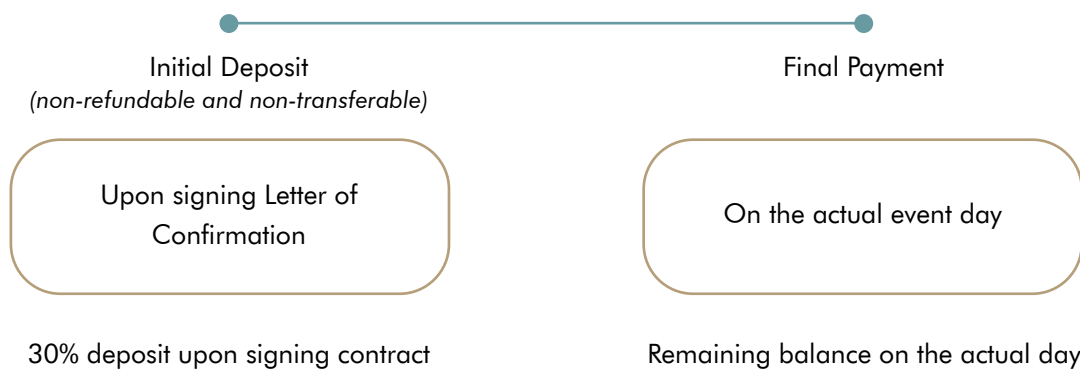 Initial Deposit
(non-refundable and non-transferable)
Upon signing Letter of
Confirmation
30% deposit upon signing contract
Final Payment
On the actual event day
Remaining balance on the actual day